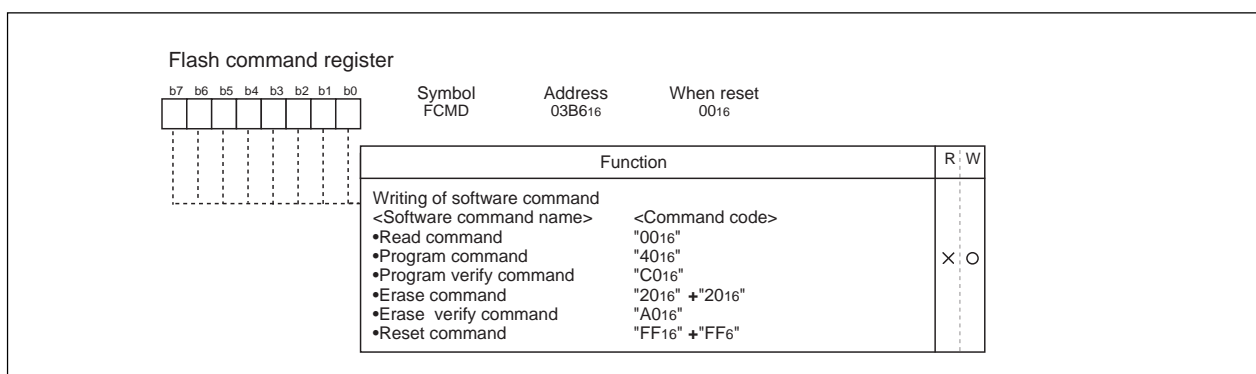 Flash command register
b7 b6 b5 b4 b3 b2 b1 b0
Symbol Address When reset
FCMD 03B616 0016
Function R W
Writing of software command
<Software command name> <Command code>
•Read command "0016"
•Program command "4016"
•Program verify command "C016"
•Erase command "2016" +"2016"
•Erase verify command "A016"
•Reset command "FF16" +"FF6"